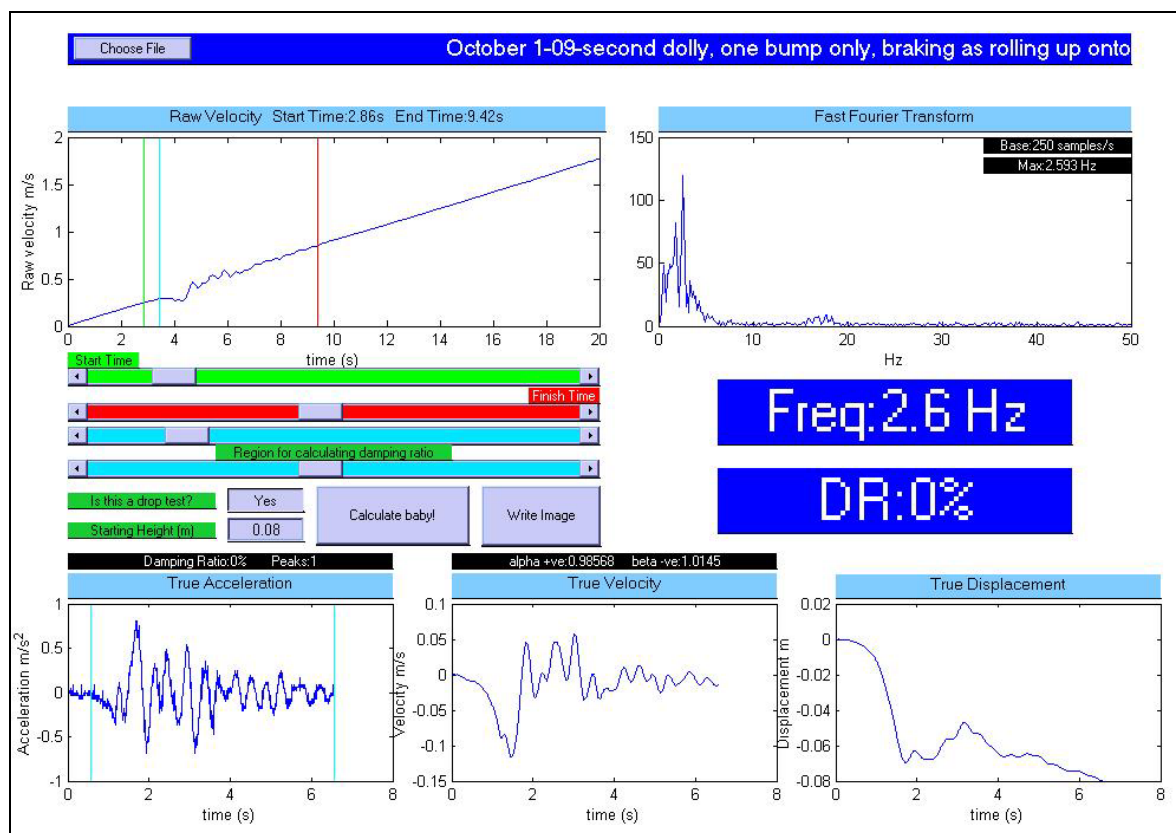 Choose File
October 1-09-second dolly, one bump only, braking as rolling up onto
Raw Velocity   Start Time:2.86s   End Time:9.42s
2
1.5
1
0.5
0
Raw velocity m/s
0 2 4 6 8 10 12 14 16 18 20
time (s)
Fast Fourier Transform
150
100
50
0
Base:250 samples/s
Max:2.593 Hz
0 10 20 30 40 50
Hz
Start Time
Finish Time
Region for calculating damping ratio
Is this a drop test?
Yes
Starting Height (m)
0.08
Calculate baby!
Write Image
Freq:2.6 Hz
DR:0%
Damping Ratio:0%   Peaks:1
True Acceleration
1
0.5
0
-0.5
-1
Acceleration m/s2
0 2 4 6 8
time (s)
alpha +ve:0.98568   beta -ve:1.0145
True Velocity
0.1
0.05
0
-0.05
-0.1
-0.15
Velocity m/s
0 2 4 6 8
time (s)
True Displacement
0.02
0
-0.02
-0.04
-0.06
-0.08
Displacement m
0 2 4 6 8
time (s)